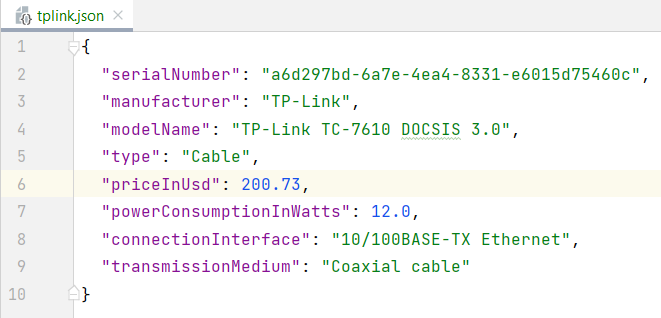 tplink.json
1 {
2 "serialNumber": "a6d297bd-6a7e-4ea4-8331-e6015d75460c",
3 "manufacturer": "TP-Link",
4 "modelName": "TP-Link TC-7610 DOCSIS 3.0",
5 "type": "Cable",
6 "priceInUsd": 200.73,
7 "powerConsumptionInWatts": 12.0,
8 "connectionInterface": "10/100BASE-TX Ethernet",
9 "transmissionMedium": "Coaxial cable"
10 }